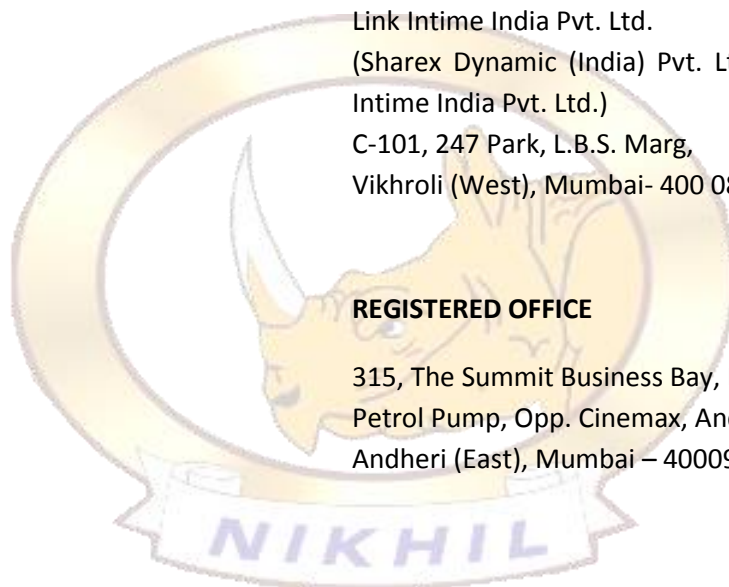 Link Intime India Pvt. Ltd.
(Sharex Dynamic (India) Pvt.
Intime India Pvt. Ltd.)
C-101, 247 Park, L.B.S. Marg,
Vikhroli (West), Mumbai- 400
REGISTERED OFFICE
315, The Summit Business Bay,
Petrol Pump, Opp. Cinemax,
Andheri (East), Mumbai –
NIKHIL